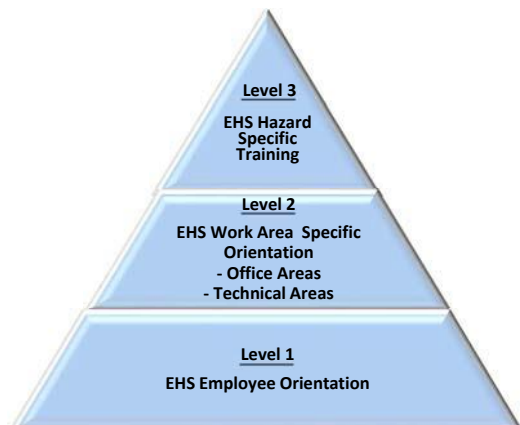 Level 3
EHS Hazard
Specific
Training
Level 2
EHS Work Area Specific
Orientation
- Office Areas
- Technical Areas
Level 1
EHS Employee Orientation